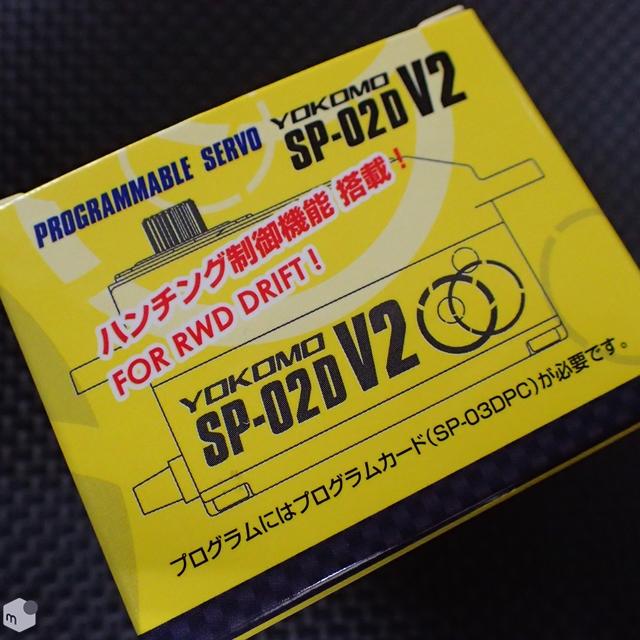 PROGRAMMABLE SERVO YOKOMO SP-02D V2
ハンチング制御機能 搭載!
FOR RWD DRIFT!
YOKOMO
SP-02D V2
プログラムにはプログラムカード(SP-03DPC)が必要です。
m